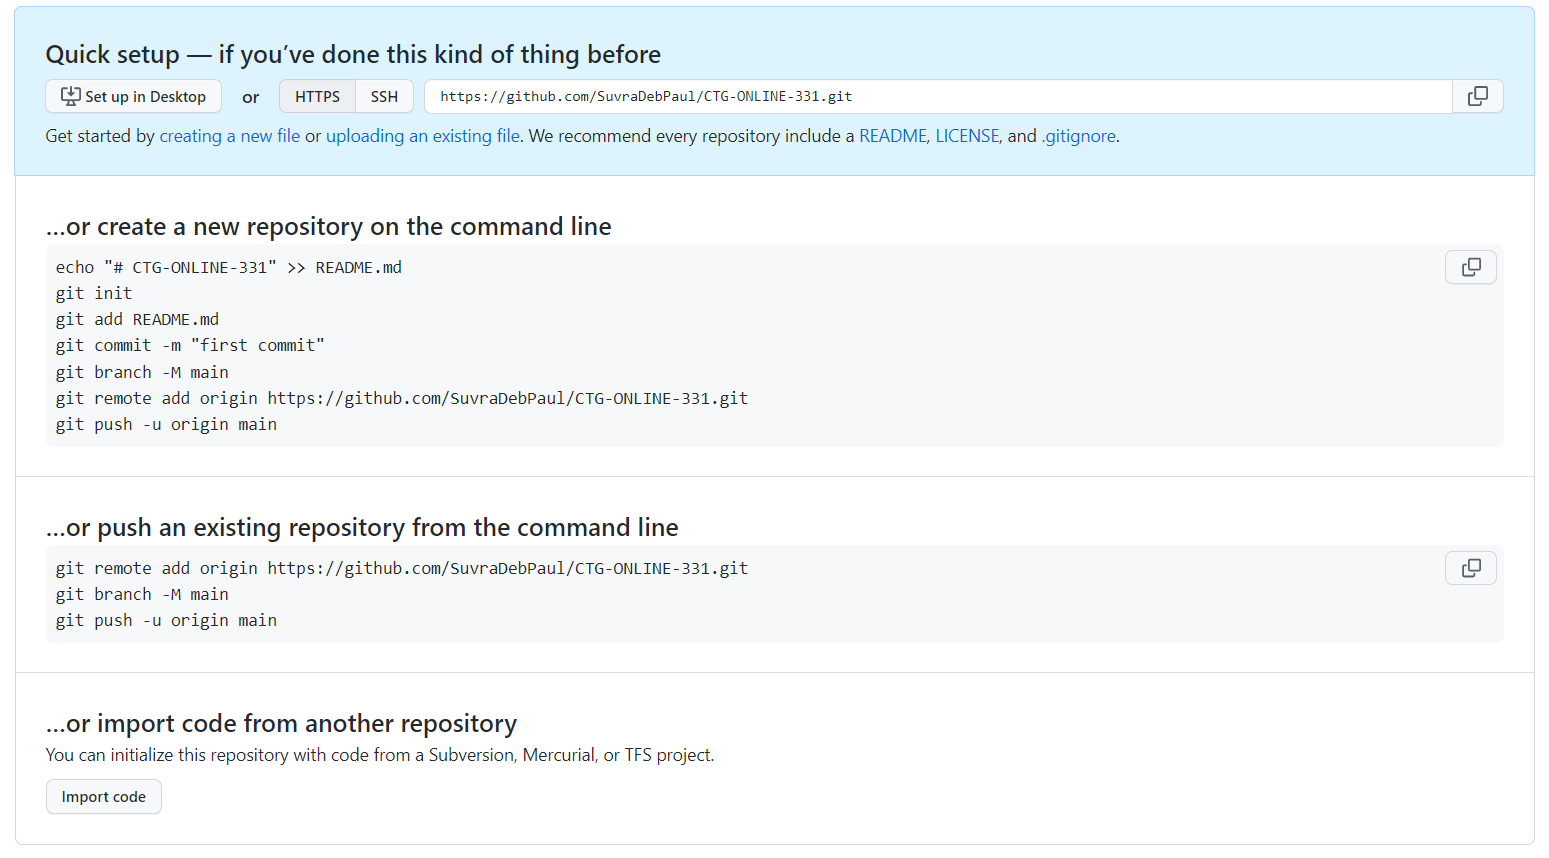 Quick setup — if you’ve done this kind of thing before
Set up in Desktop or HTTPS SSH https://github.com/SuvraDebPaul/CTG-ONLINE-331.git
Get started by creating a new file or uploading an existing file. We recommend every repository include a README, LICENSE, and .gitignore.
…or create a new repository on the command line
echo "# CTG-ONLINE-331" >> README.md
git init
git add README.md
git commit -m "first commit"
git branch -M main
git remote add origin https://github.com/SuvraDebPaul/CTG-ONLINE-331.git
git push -u origin main
…or push an existing repository from the command line
git remote add origin https://github.com/SuvraDebPaul/CTG-ONLINE-331.git
git branch -M main
git push -u origin main
…or import code from another repository
You can initialize this repository with code from a Subversion, Mercurial, or TFS project.
Import code